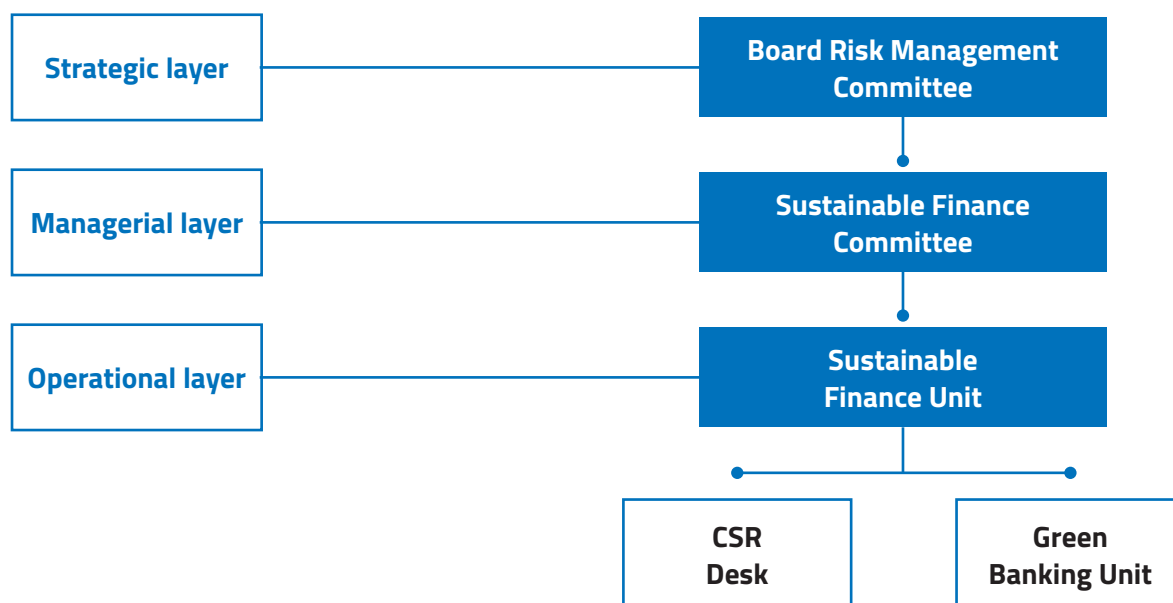 Strategic layer
Board Risk Management
Committee
Managerial layer
Sustainable Finance
Committee
Operational layer
Sustainable
Finance Unit
CSR
Desk
Green
Banking Unit